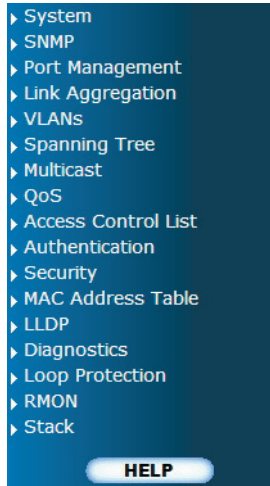 System
SNMP
Port Management
Link Aggregation
VLANs
Spanning Tree
Multicast
QoS
Access Control List
Authentication
Security
MAC Address Table
LLDP
Diagnostics
Loop Protection
RMON
Stack
HELP